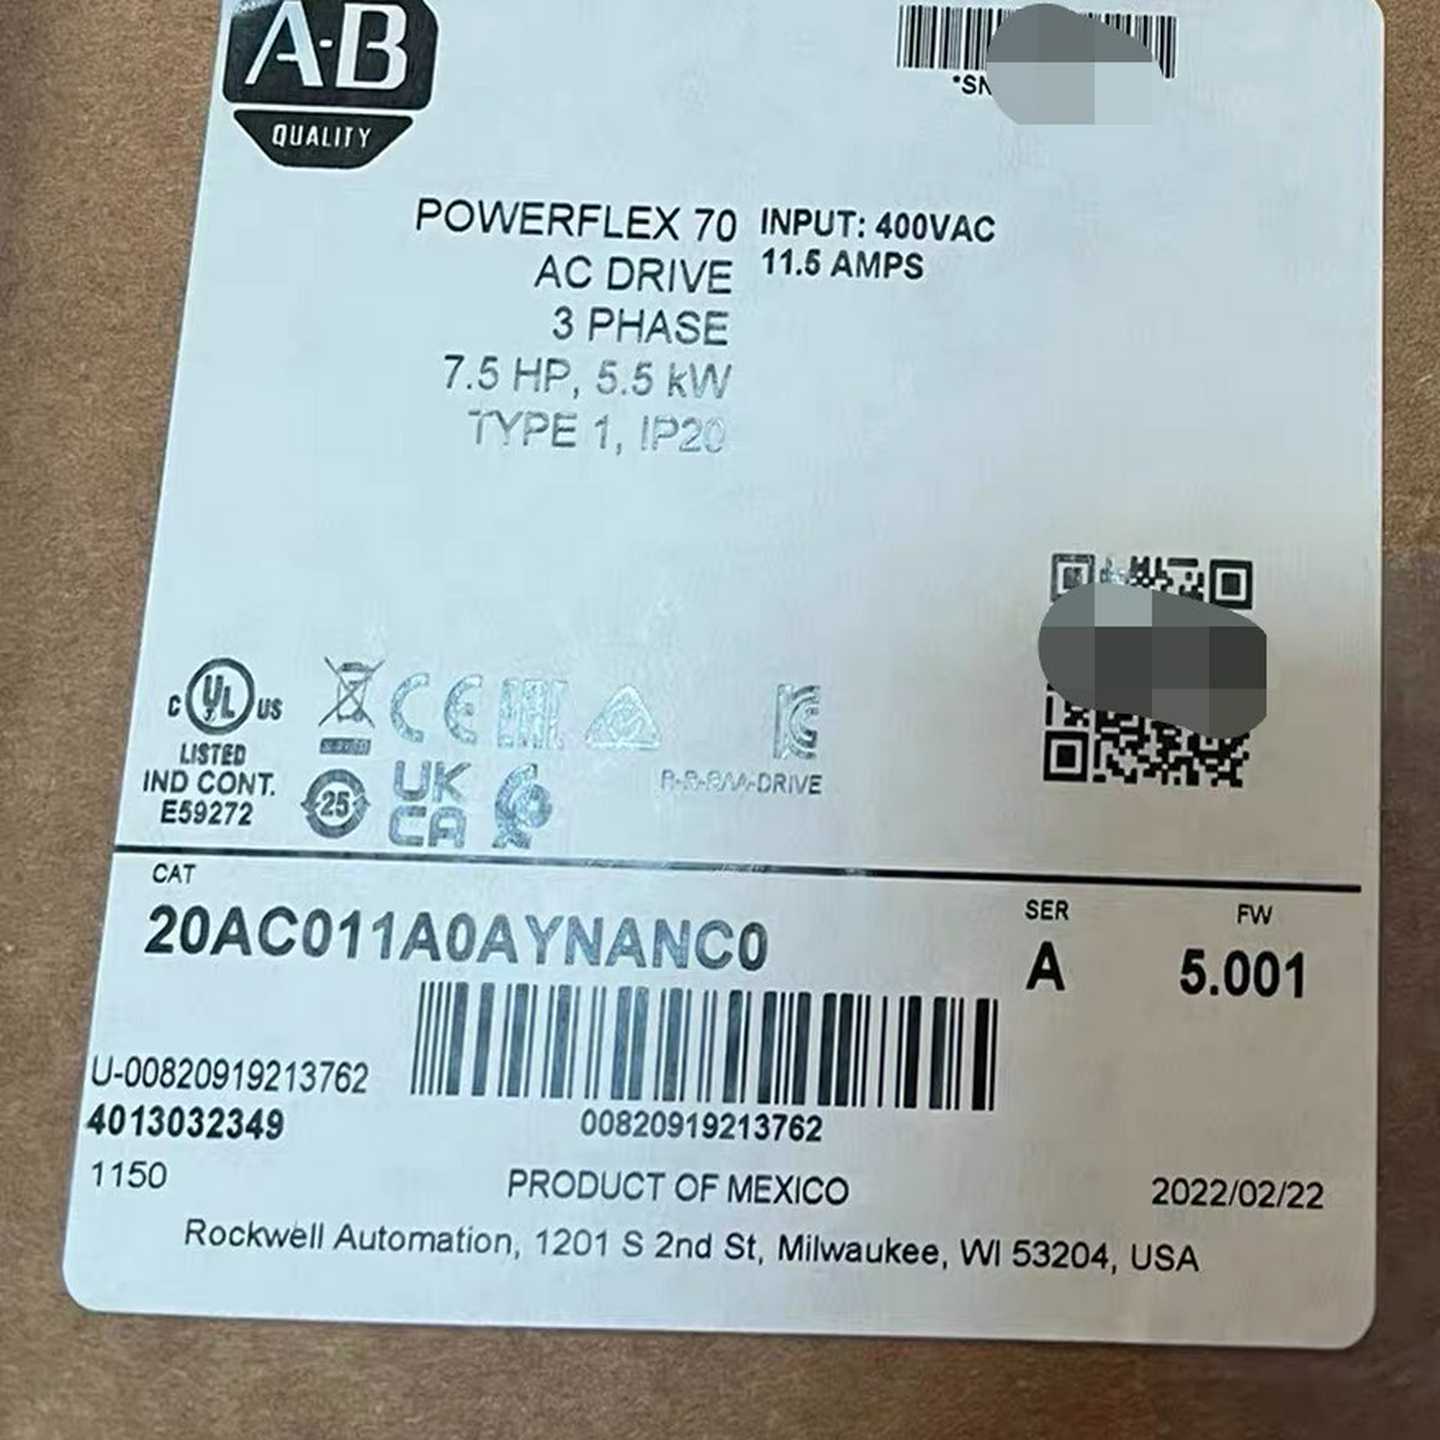 A-B
QUALITY
*SN
POWERFLEX 70
AC DRIVE
3 PHASE
7.5 HP, 5.5 kW
TYPE 1, IP20
INPUT: 400VAC
11.5 AMPS
C UL US
LISTED
IND CONT.
E59272
CE
EAC
25
UK
CA
CAT
20AC011A0AYNANC0
SER
A
FW
5.001
U-00820919213762
4013032349
1150
00820919213762
PRODUCT OF MEXICO
2022/02/22
Rockwell Automation, 1201 S 2nd St, Milwaukee, WI 53204, USA